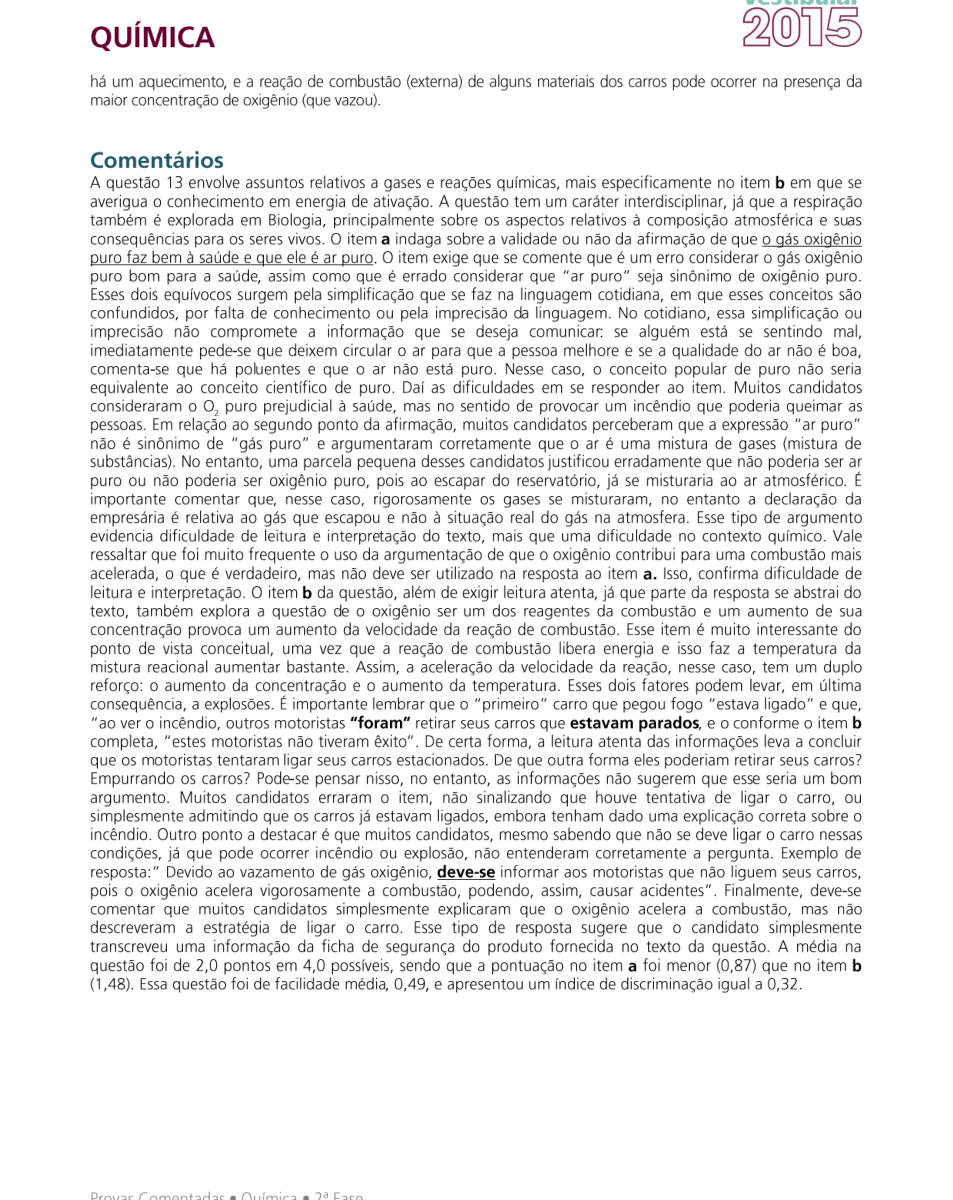 Vestibular
QUÍMICA
2015
há um aquecimento, e a reação de combustão (externa) de alguns materiais dos carros pode ocorrer na presença da
maior concentração de oxigênio (que vazou).
Comentários
A questão 13 envolve assuntos relativos a gases e reações químicas, mais especificamente no item b em que se
averigua o conhecimento em energia de ativação. A questão tem um caráter interdisciplinar, já que a respiração
também é explorada em Biologia, principalmente sobre os aspectos relativos à composição atmosférica e suas
consequências para os seres vivos. O item a indaga sobre a validade ou não da afirmação de que o gás oxigênio
puro faz bem à saúde e que ele é ar puro. O item exige que se comente que é um erro considerar o gás oxigênio
puro bom para a saúde, assim como que é errado considerar que “ar puro” seja sinônimo de oxigênio puro.
Esses dois equívocos surgem pela simplificação que se faz na linguagem cotidiana, em que esses conceitos são
confundidos, por falta de conhecimento ou pela imprecisão da linguagem. No cotidiano, essa simplificação ou
imprecisão não compromete a informação que se deseja comunicar: se alguém está se sentindo mal,
imediatamente pede-se que deixem circular o ar para que a pessoa melhore e se a qualidade do ar não é boa,
comenta-se que há poluentes e que o ar não está puro. Nesse caso, o conceito popular de puro não seria
equivalente ao conceito científico de puro. Daí as dificuldades em se responder ao item. Muitos candidatos
consideraram o O2 puro prejudicial à saúde, mas no sentido de provocar um incêndio que poderia queimar as
pessoas. Em relação ao segundo ponto da afirmação, muitos candidatos perceberam que a expressão “ar puro”
não é sinônimo de “gás puro” e argumentaram corretamente que o ar é uma mistura de gases (mistura de
substâncias). No entanto, uma parcela pequena desses candidatos justificou erradamente que não poderia ser ar
puro ou não poderia ser oxigênio puro, pois ao escapar do reservatório, já se misturaria ao ar atmosférico. É
importante comentar que, nesse caso, rigorosamente os gases se misturaram, no entanto a declaração da
empresária é relativa ao gás que escapou e não à situação real do gás na atmosfera. Esse tipo de argumento
evidencia dificuldade de leitura e interpretação do texto, mais que uma dificuldade no contexto químico. Vale
ressaltar que foi muito frequente o uso da argumentação de que o oxigênio contribui para uma combustão mais
acelerada, o que é verdadeiro, mas não deve ser utilizado na resposta ao item a. Isso, confirma dificuldade de
leitura e interpretação. O item b da questão, além de exigir leitura atenta, já que parte da resposta se abstrai do
texto, também explora a questão de o oxigênio ser um dos reagentes da combustão e um aumento de sua
concentração provoca um aumento da velocidade da reação de combustão. Esse item é muito interessante do
ponto de vista conceitual, uma vez que a reação de combustão libera energia e isso faz a temperatura da
mistura reacional aumentar bastante. Assim, a aceleração da velocidade da reação, nesse caso, tem um duplo
reforço: o aumento da concentração e o aumento da temperatura. Esses dois fatores podem levar, em última
consequência, a explosões. É importante lembrar que o “primeiro” carro que pegou fogo “estava ligado” e que,
“ao ver o incêndio, outros motoristas “foram” retirar seus carros que estavam parados, e o conforme o item b
completa, “estes motoristas não tiveram êxito”. De certa forma, a leitura atenta das informações leva a concluir
que os motoristas tentaram ligar seus carros estacionados. De que outra forma eles poderiam retirar seus carros?
Empurrando os carros? Pode-se pensar nisso, no entanto, as informações não sugerem que esse seria um bom
argumento. Muitos candidatos erraram o item, não sinalizando que houve tentativa de ligar o carro, ou
simplesmente admitindo que os carros já estavam ligados, embora tenham dado uma explicação correta sobre o
incêndio. Outro ponto a destacar é que muitos candidatos, mesmo sabendo que não se deve ligar o carro nessas
condições, já que pode ocorrer incêndio ou explosão, não entenderam corretamente a pergunta. Exemplo de
resposta:” Devido ao vazamento de gás oxigênio, deve-se informar aos motoristas que não liguem seus carros,
pois o oxigênio acelera vigorosamente a combustão, podendo, assim, causar acidentes”. Finalmente, deve-se
comentar que muitos candidatos simplesmente explicaram que o oxigênio acelera a combustão, mas não
descreveram a estratégia de ligar o carro. Esse tipo de resposta sugere que o candidato simplesmente
transcreveu uma informação da ficha de segurança do produto fornecida no texto da questão. A média na
questão foi de 2,0 pontos em 4,0 possíveis, sendo que a pontuação no item a foi menor (0,87) que no item b
(1,48). Essa questão foi de facilidade média, 0,49, e apresentou um índice de discriminação igual a 0,32.
Provas Comentadas • Química • 2ª Fase